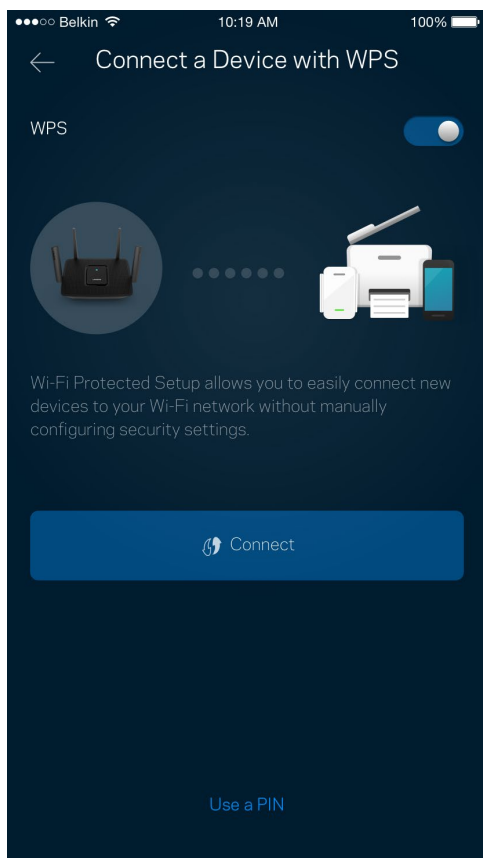 Belkin 10:19 AM 100%
Connect a Device with WPS
WPS
Wi-Fi Protected Setup allows you to easily connect new
devices to your Wi-Fi network without manually
configuring security settings.
Connect
Use a PIN